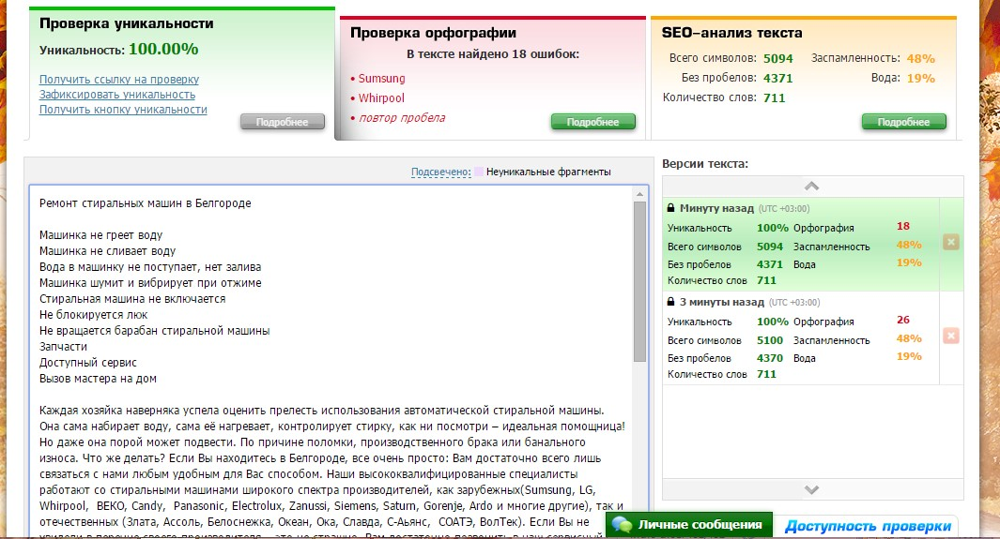 Проверка уникальности
Уникальность: 100.00%
Получить ссылку на проверку
Зафиксировать уникальность
Получить кнопку уникальности
Подробнее
Проверка орфографии
В тексте найдено 18 ошибок:
• Sumsung
• Whirpool
• повтор пробела
Подробнее
SEO-анализ текста
Всего символов: 5094 Заспамленность: 48%
Без пробелов: 4371 Вода: 19%
Количество слов: 711
Подробнее
Подсвечено: Неуникальные фрагменты
Ремонт стиральных машин в Белгороде
Машинка не греет воду
Машинка не сливает воду
Вода в машинку не поступает, нет залива
Машинка шумит и вибрирует при отжиме
Стиральная машина не включается
Не блокируется люк
Не вращается барабан стиральной машины
Запчасти
Доступный сервис
Вызов мастера на дом
Каждая хозяйка наверняка успела оценить прелесть использования автоматической стиральной машины.
Она сама набирает воду, сама её нагревает, контролирует стирку, как ни посмотри – идеальная помощница!
Но даже она порой может подвести. По причине поломки, производственного брака или банального
износа. Что же делать? Если Вы находитесь в Белгороде, все очень просто: Вам достаточно всего лишь
связаться с нами любым удобным для Вас способом. Наши высококвалифицированные специалисты
работают со стиральными машинами широкого спектра производителей, как зарубежных(Sumsung, LG,
Whirpool, BEKO, Candy, Panasonic, Electrolux, Zanussi, Siemens, Saturn, Gorenje, Ardo и многие другие), так и
отечественных (Злата, Ассоль, Белоснежка, Океан, Ока, Славда, С-Аьянс, СОАТЭ, ВолТек). Если Вы не
Версии текста:
Минуту назад (UTC +03:00)
Уникальность 100% Орфография 18
Всего символов 5094 Заспамленность 48%
Без пробелов 4371 Вода 19%
Количество слов 711
3 минуты назад (UTC +03:00)
Уникальность 100% Орфография 26
Всего символов 5100 Заспамленность 48%
Без пробелов 4370 Вода 19%
Количество слов 711
Личные сообщения
Доступность проверки